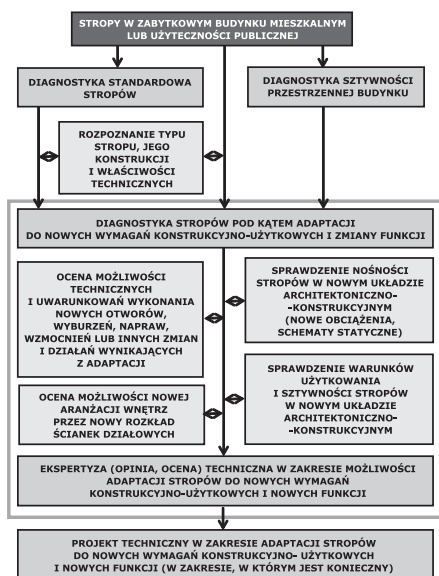 STROPY W ZABYTKOWYM BUDYNKU MIESZKALNYM
LUB UŻYTECZNOŚCI PUBLICZNEJ
DIAGNOSTYKA STANDARDOWA
STROPÓW
DIAGNOSTYKA SZTYWNOŚCI
PRZESTRZENNEJ BUDYNKU
ROZPOZNANIE TYPU
STROPU, JEGO
KONSTRUKCJI
I WŁAŚCIWOŚCI
TECHNICZNYCH
DIAGNOSTYKA STROPÓW POD KĄTEM ADAPTACJI
DO NOWYCH WYMAGAŃ KONSTRUKCYJNO-UŻYTKOWYCH I ZMIANY FUNKCJI
OCENA MOŻLIWOŚCI
TECHNICZNYCH
I UWARUNKOWAŃ WYKONANIA
NOWYCH OTWORÓW,
WYBURZEŃ, NAPRAW,
WZMOCNIEŃ LUB INNYCH ZMIAN
I DZIAŁAŃ WYNIKAJĄCYCH
Z ADAPTACJI
SPRAWDZENIE NOŚNOŚCI
STROPÓW W NOWYM UKŁADZIE
ARCHITEKTONICZNO-
-KONSTRUKCYJNYM
(NOWE OBCIĄŻENIA,
SCHEMATY STATYCZNE)
OCENA MOŻLIWOŚCI NOWEJ
ARANŻACJI WNĘTRZ
PRZEZ NOWY ROZKŁAD
ŚCIANEK DZIAŁOWYCH
SPRAWDZENIE WARUNKÓW
UŻYTKOWANIA
I SZTYWNOŚCI STROPÓW
W NOWYM UKŁADZIE
ARCHITEKTONICZNO-
-KONSTRUKCYJNYM
EKSPERTYZA (OPINIA, OCENA) TECHNICZNA W ZAKRESIE MOŻLIWOŚCI
ADAPTACJI STROPÓW DO NOWYCH WYMAGAŃ
KONSTRUKCYJNO-UŻYTKOWYCH I NOWYCH FUNKCJI
PROJEKT TECHNICZNY W ZAKRESIE ADAPTACJI STROPÓW
DO NOWYCH WYMAGAŃ KONSTRUKCYJNO- UŻYTKOWYCH
I NOWYCH FUNKCJI (W ZAKRESIE, W KTÓRYM JEST KONIECZNY)